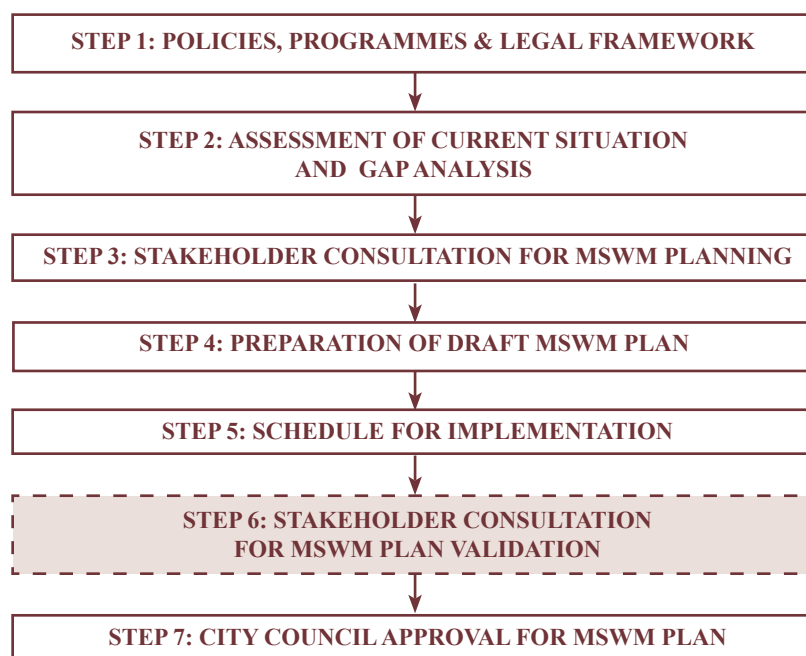 STEP 1: POLICIES, PROGRAMMES & LEGAL FRAMEWORK
STEP 2: ASSESSMENT OF CURRENT SITUATION
AND GAP ANALYSIS
STEP 3: STAKEHOLDER CONSULTATION FOR MSWM PLANNING
STEP 4: PREPARATION OF DRAFT MSWM PLAN
STEP 5: SCHEDULE FOR IMPLEMENTATION
STEP 6: STAKEHOLDER CONSULTATION
FOR MSWM PLAN VALIDATION
STEP 7: CITY COUNCIL APPROVAL FOR MSWM PLAN